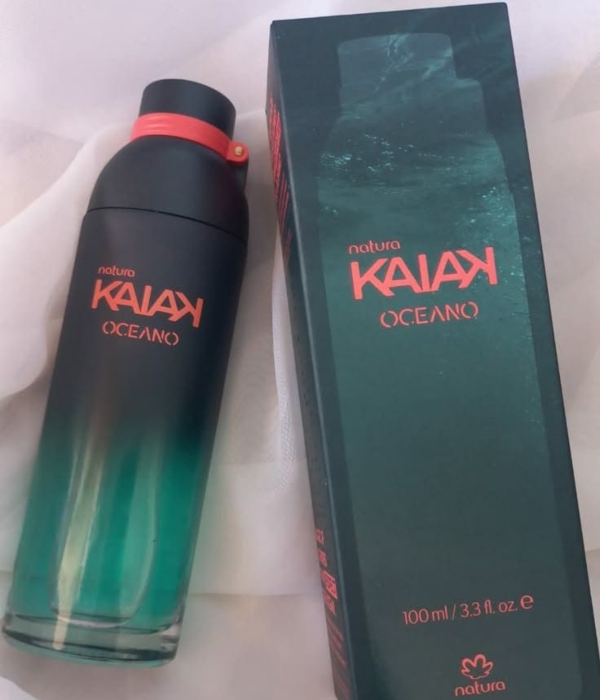 natura
KAIAK
OCEANO
natura
KAIAK
OCEANO
100 ml / 3.3 fl. oz. e
natura